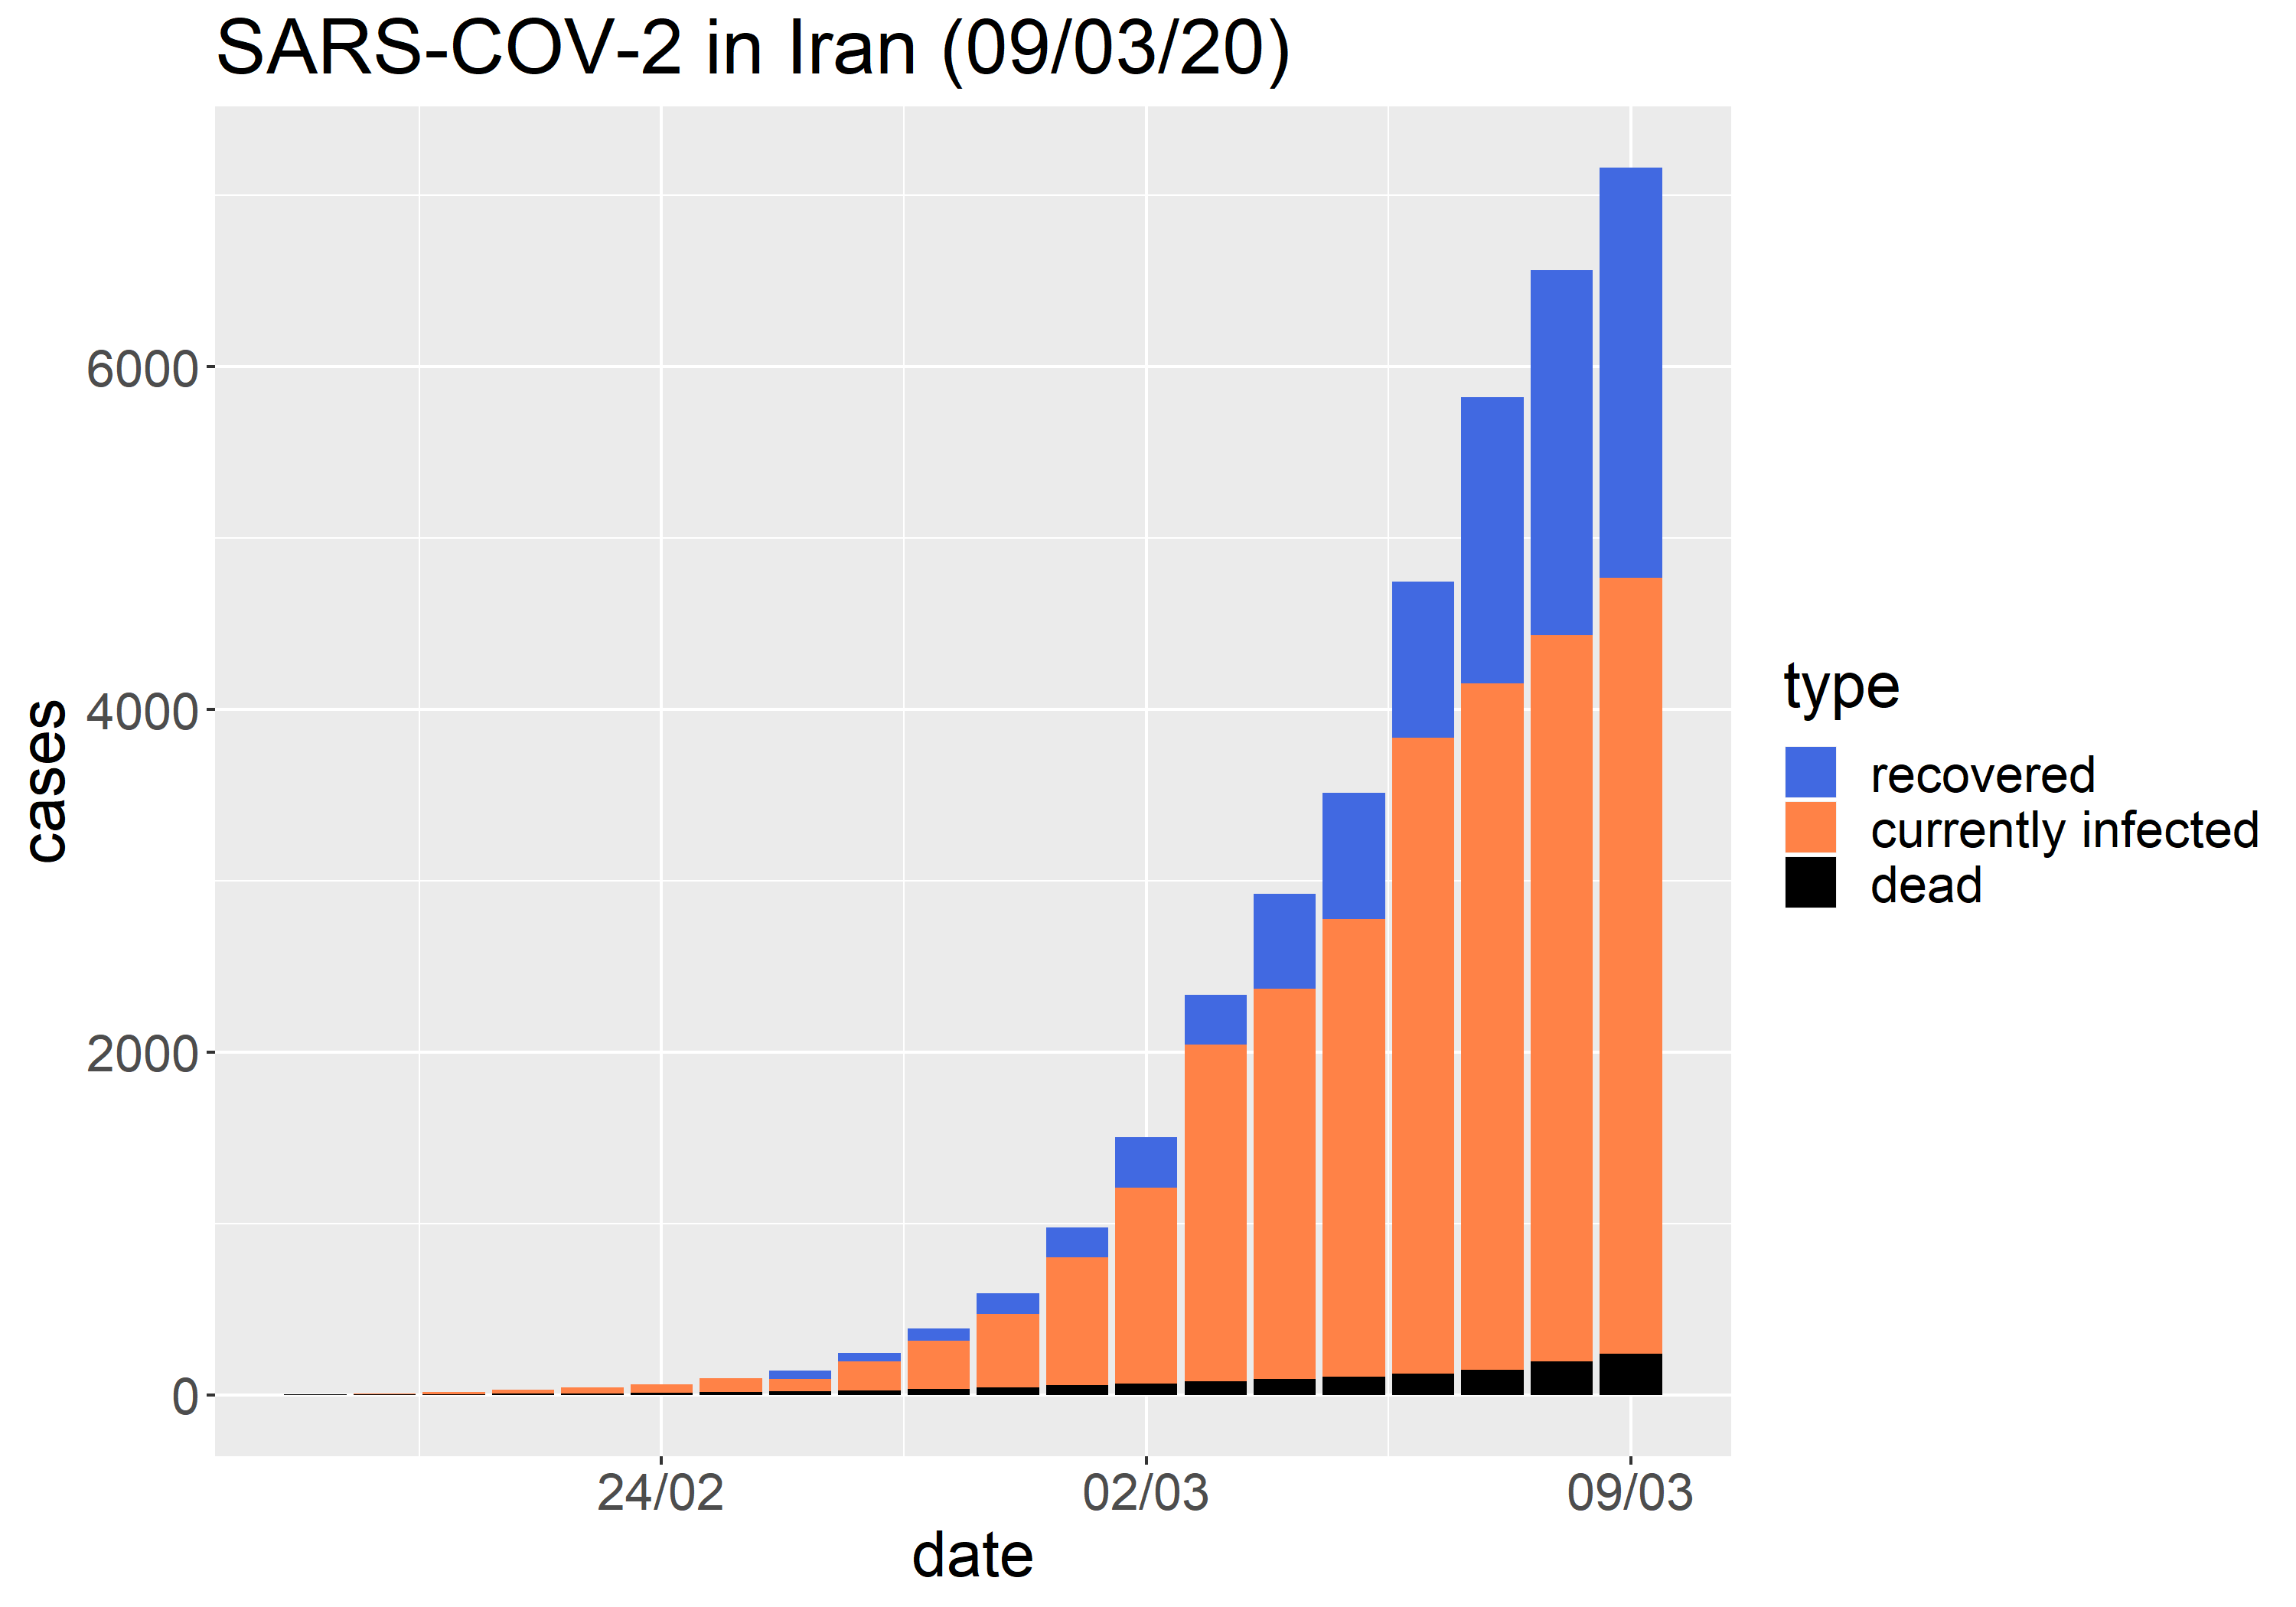 SARS-COV-2 in Iran (09/03/20)
cases
6000
4000
2000
0
24/02
02/03
09/03
date
type
recovered
currently infected
dead